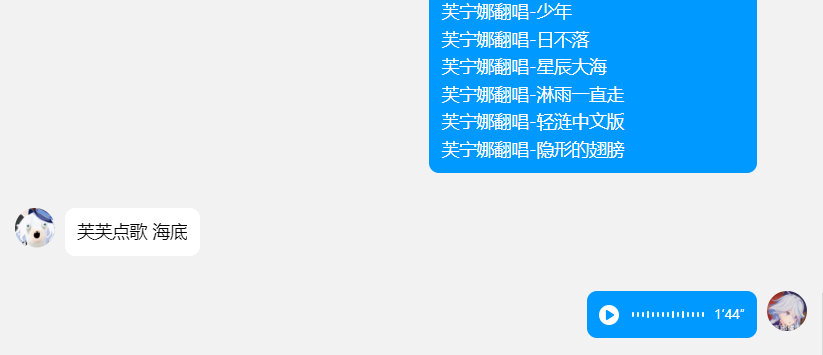 芙宁娜翻唱-少年
芙宁娜翻唱-日不落
芙宁娜翻唱-星辰大海
芙宁娜翻唱-淋雨一直走
芙宁娜翻唱-轻涟中文版
芙宁娜翻唱-隐形的翅膀
芙芙点歌 海底
1'44"